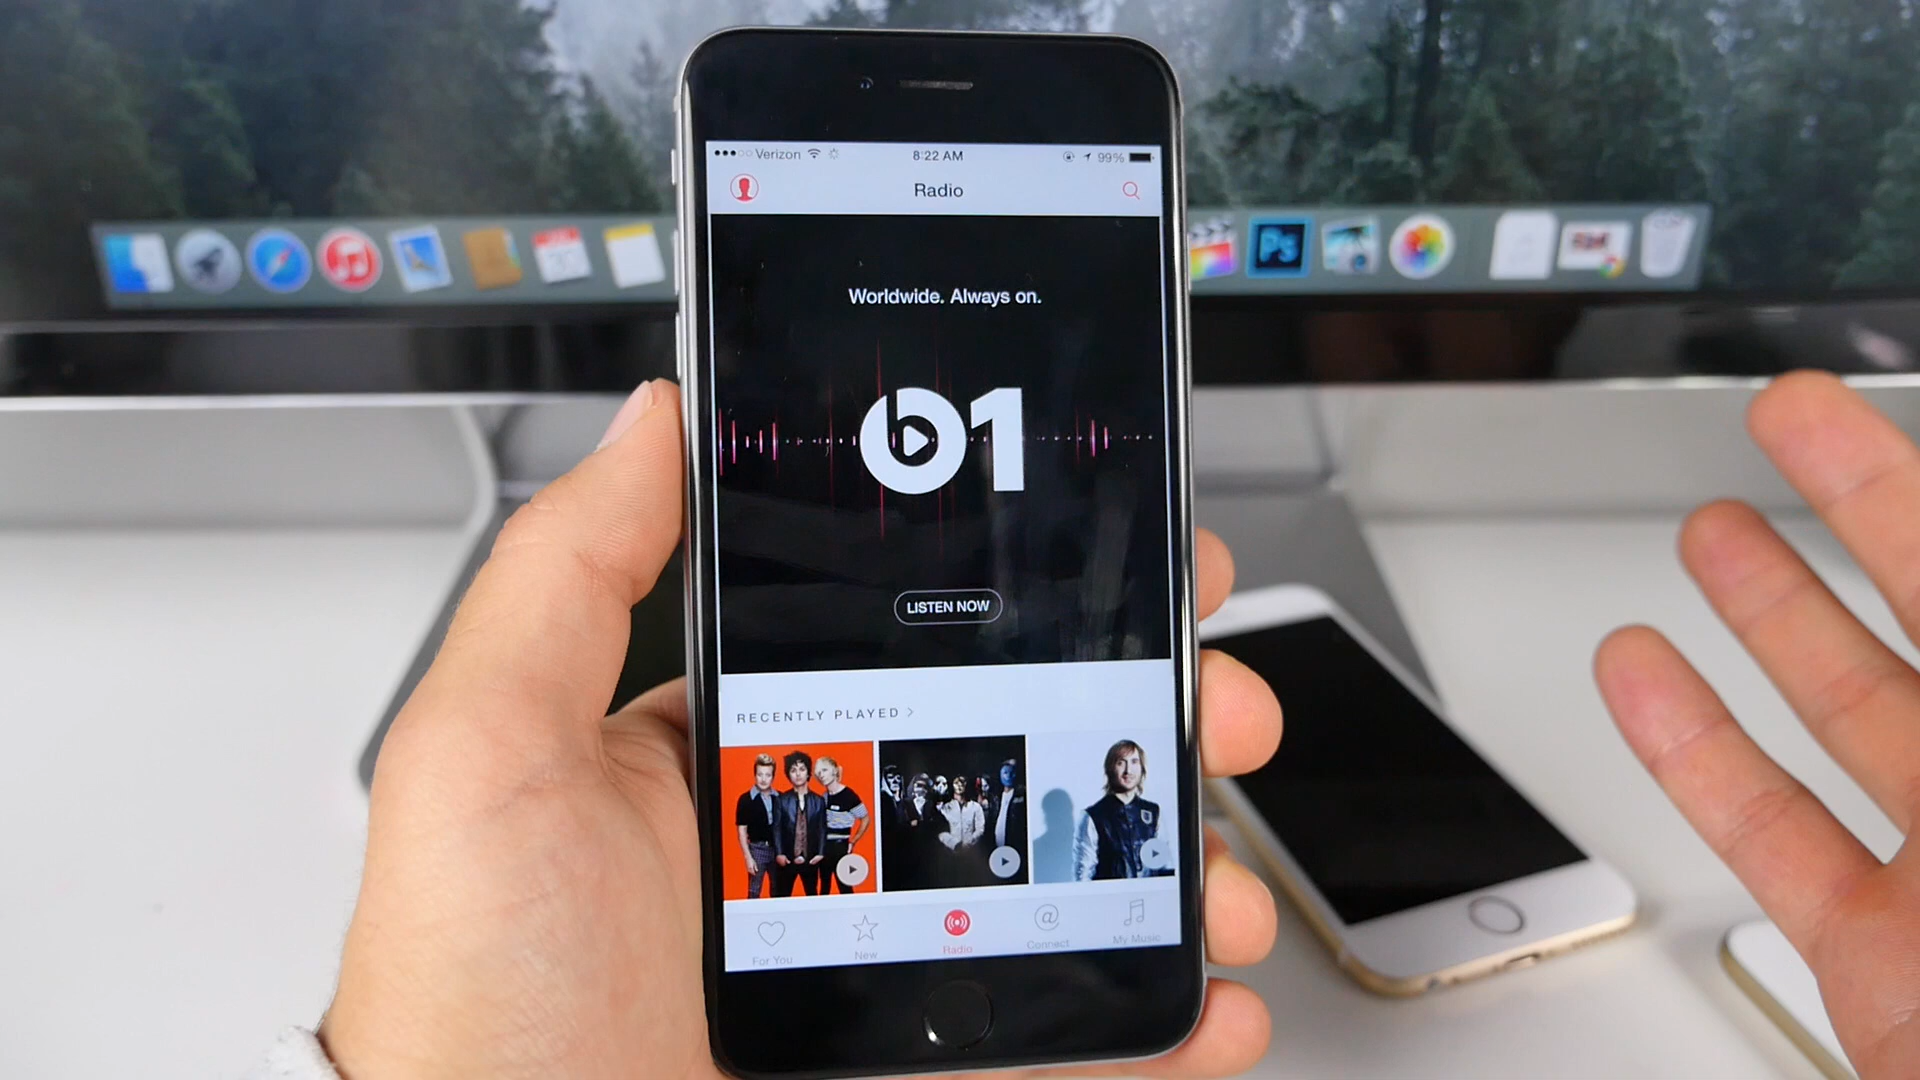 Verizon 8:22 AM 99%
Radio
Worldwide. Always on.
b1
LISTEN NOW
RECENTLY PLAYED >
For You New Radio Connect My Music
Ps